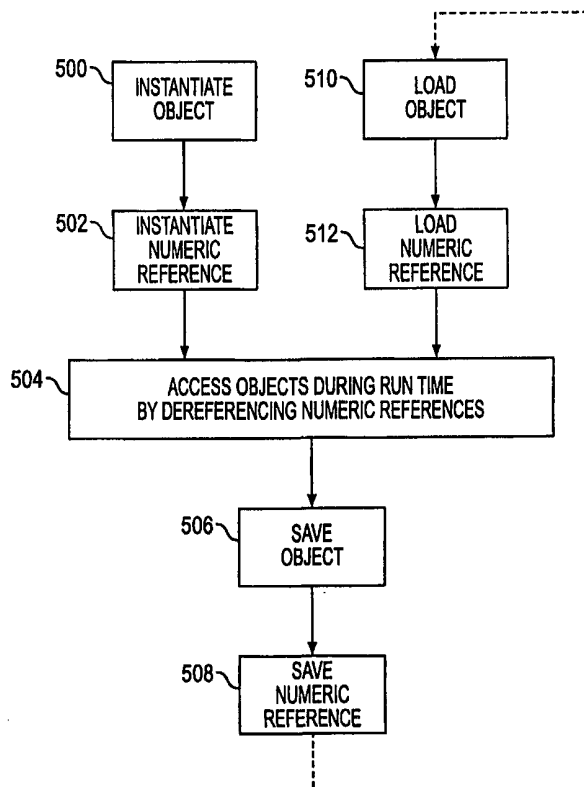 500
INSTANTIATE
OBJECT
510
LOAD
OBJECT
502
INSTANTIATE
NUMERIC
REFERENCE
512
LOAD
NUMERIC
REFERENCE
504
ACCESS OBJECTS DURING RUN TIME
BY DEREFERENCING NUMERIC REFERENCES
506
SAVE
OBJECT
508
SAVE
NUMERIC
REFERENCE